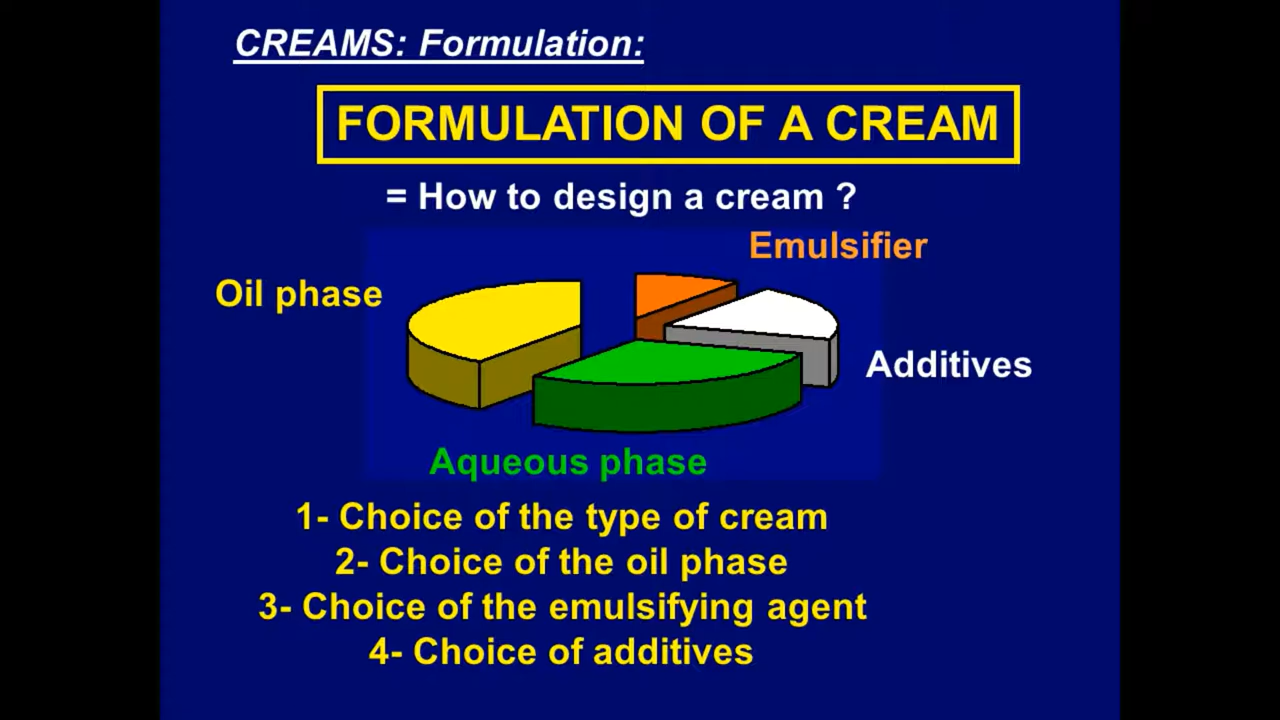 CREAMS: Formulation:
FORMULATION OF A CREAM
= How to design a cream ?
Emulsifier
Oil phase
Additives
Aqueous phase
1- Choice of the type of cream
2- Choice of the oil phase
3- Choice of the emulsifying agent
4- Choice of additives